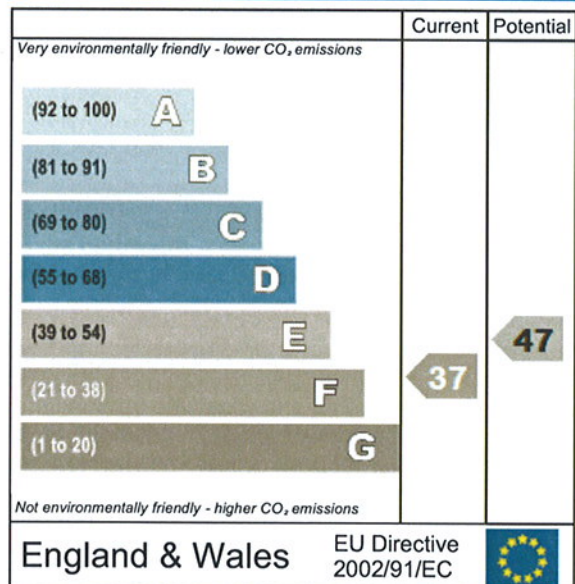 Current Potential
Very environmentally friendly - lower CO₂ emissions
(92 to 100) A
(81 to 91) B
(69 to 80) C
(55 to 68) D
(39 to 54) E
47
(21 to 38) F
37
(1 to 20) G
Not environmentally friendly - higher CO₂ emissions
England & Wales
EU Directive
2002/91/EC